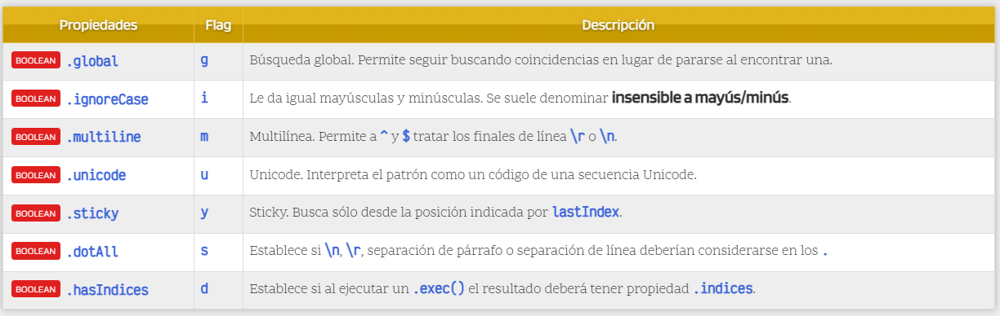 Propiedades Flag Descripción
BOOLEAN .global g Búsqueda global. Permite seguir buscando coincidencias en lugar de pararse al encontrar una.
BOOLEAN .ignoreCase i Le da igual mayúsculas y minúsculas. Se suele denominar insensible a mayús/minús.
BOOLEAN .multiline m Multilínea. Permite a ^ y $ tratar los finales de línea \r o \n.
BOOLEAN .unicode u Unicode. Interpreta el patrón como un código de una secuencia Unicode.
BOOLEAN .sticky y Sticky. Busca sólo desde la posición indicada por lastIndex.
BOOLEAN .dotAll s Establece si \n, \r, separación de párrafo o separación de línea deberían considerarse en los .
BOOLEAN .hasIndices d Establece si al ejecutar un .exec() el resultado deberá tener propiedad .indices.